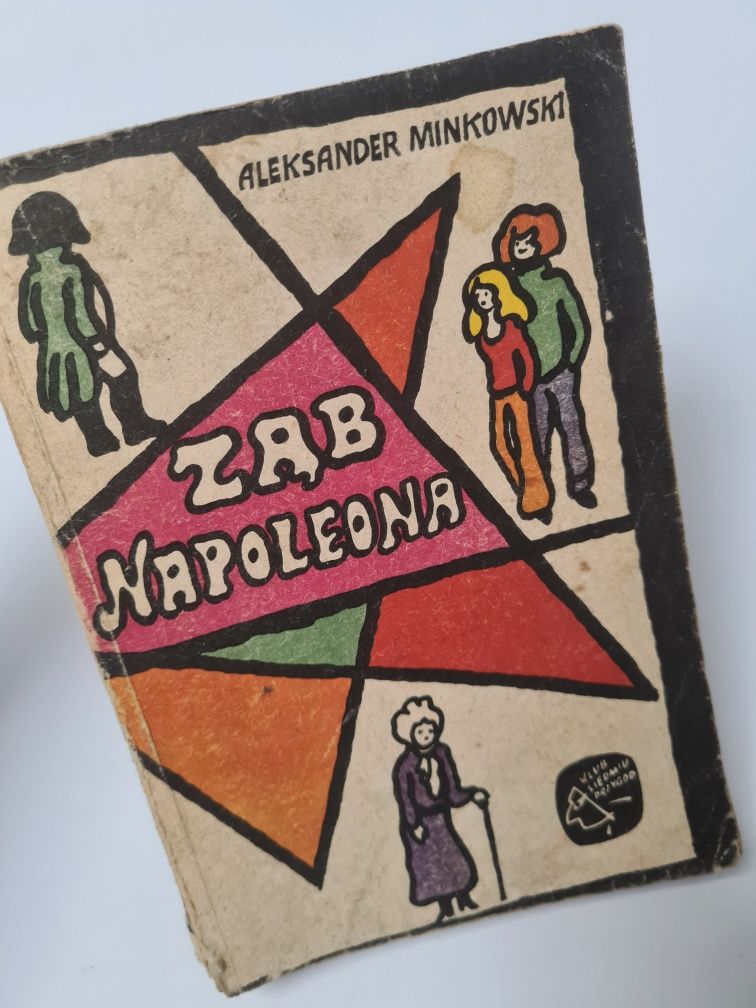 ALEKSANDER MINKOWSKI
ZĄB
NAPOLEONA
KLUB
SIEDMIU
PRZYGÓD